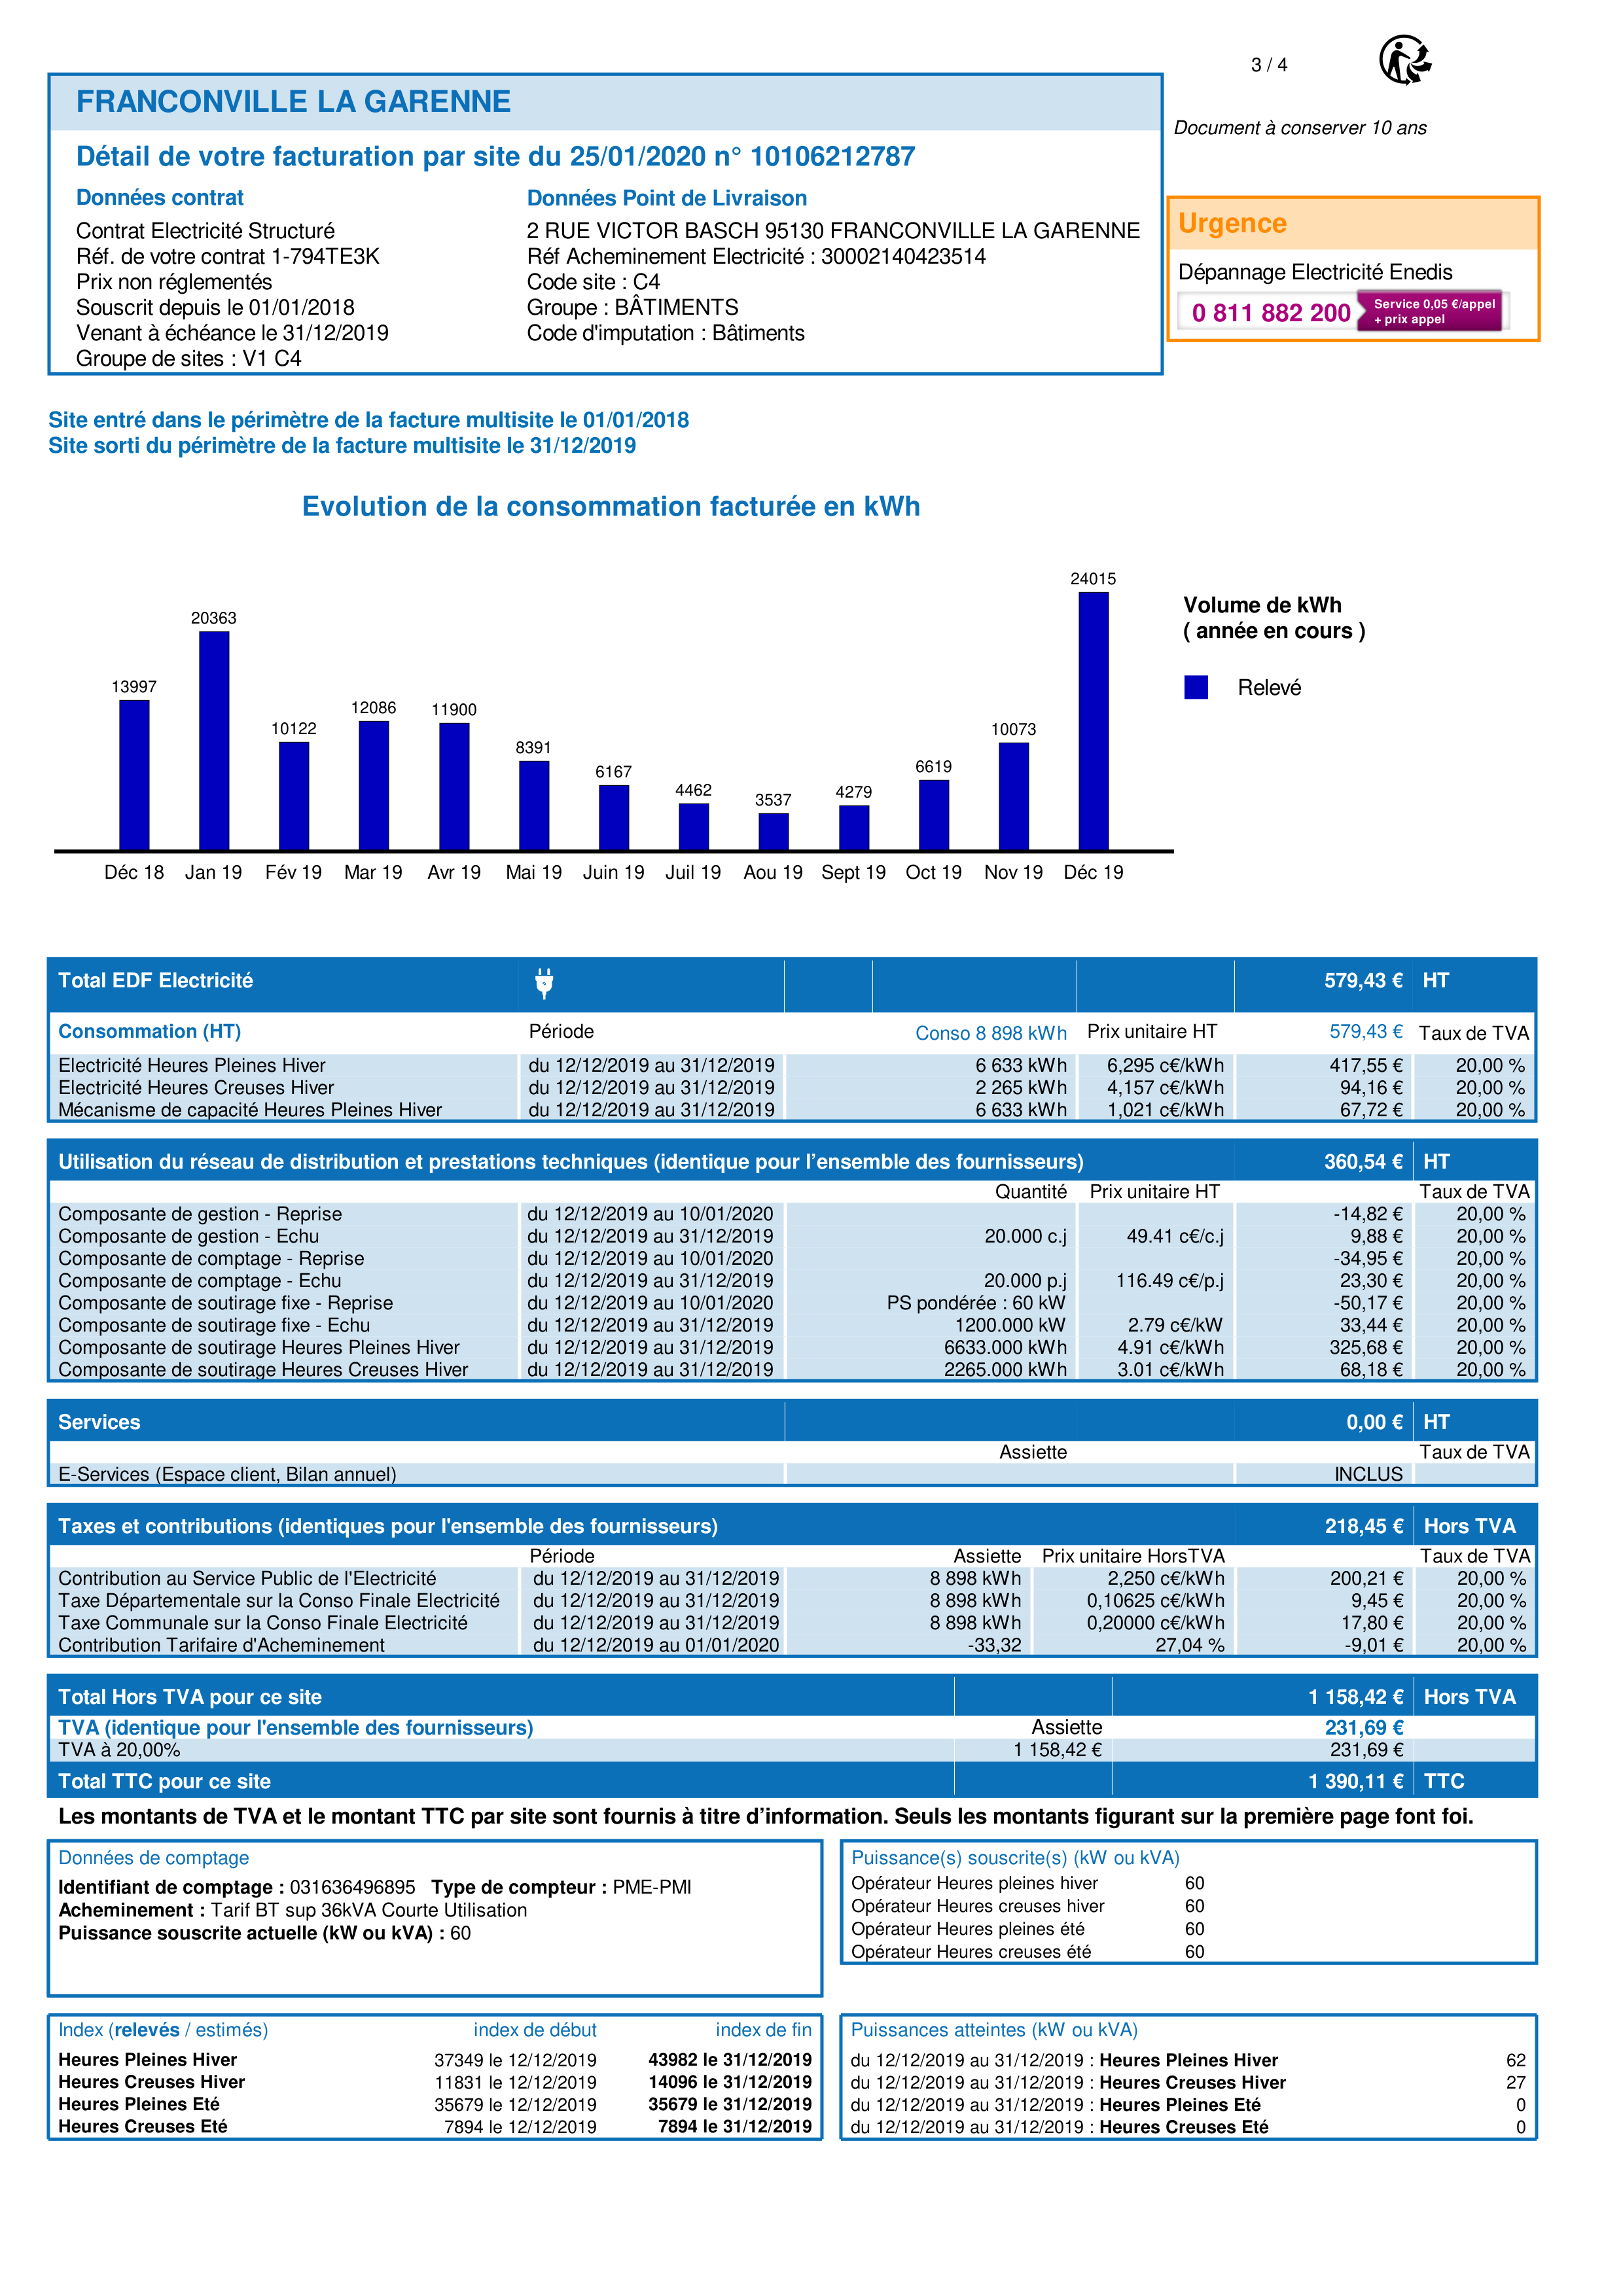 3 / 4
FRANCONVILLE LA GARENNE
Document à conserver 10 ans
Détail de votre facturation par site du 25/01/2020 n° 10106212787
Données contrat
Contrat Electricité Structuré
Réf. de votre contrat 1-794TE3K
Prix non réglementés
Souscrit depuis le 01/01/2018
Venant à échéance le 31/12/2019
Groupe de sites : V1 C4
Données Point de Livraison
2 RUE VICTOR BASCH 95130 FRANCONVILLE LA GARENNE
Réf Acheminement Electricité : 30002140423514
Code site : C4
Groupe : BÂTIMENTS
Code d'imputation : Bâtiments
Urgence
Dépannage Electricité Enedis
0 811 882 200 Service 0,05 €/appel
+ prix appel
Site entré dans le périmètre de la facture multisite le 01/01/2018
Site sorti du périmètre de la facture multisite le 31/12/2019
Evolution de la consommation facturée en kWh
13997 20363 10122 12086 11900 8391 6167 4462 3537 4279 6619 10073 24015
Déc 18 Jan 19 Fév 19 Mar 19 Avr 19 Mai 19 Juin 19 Juil 19 Aou 19 Sept 19 Oct 19 Nov 19 Déc 19
Volume de kWh
( année en cours )
Relevé
Total EDF Electricité 579,43 € HT
Consommation (HT) Période Conso 8 898 kWh Prix unitaire HT 579,43 € Taux de TVA
Electricité Heures Pleines Hiver du 12/12/2019 au 31/12/2019 6 633 kWh 6,295 c€/kWh 417,55 € 20,00 %
Electricité Heures Creuses Hiver du 12/12/2019 au 31/12/2019 2 265 kWh 4,157 c€/kWh 94,16 € 20,00 %
Mécanisme de capacité Heures Pleines Hiver du 12/12/2019 au 31/12/2019 6 633 kWh 1,021 c€/kWh 67,72 € 20,00 %
Utilisation du réseau de distribution et prestations techniques (identique pour l’ensemble des fournisseurs) 360,54 € HT
Quantité Prix unitaire HT Taux de TVA
Composante de gestion - Reprise du 12/12/2019 au 10/01/2020 -14,82 € 20,00 %
Composante de gestion - Echu du 12/12/2019 au 31/12/2019 20.000 c.j 49.41 c€/c.j 9,88 € 20,00 %
Composante de comptage - Reprise du 12/12/2019 au 10/01/2020 -34,95 € 20,00 %
Composante de comptage - Echu du 12/12/2019 au 31/12/2019 20.000 p.j 116.49 c€/p.j 23,30 € 20,00 %
Composante de soutirage fixe - Reprise du 12/12/2019 au 10/01/2020 PS pondérée : 60 kW -50,17 € 20,00 %
Composante de soutirage fixe - Echu du 12/12/2019 au 31/12/2019 1200.000 kW 2.79 c€/kW 33,44 € 20,00 %
Composante de soutirage Heures Pleines Hiver du 12/12/2019 au 31/12/2019 6633.000 kWh 4.91 c€/kWh 325,68 € 20,00 %
Composante de soutirage Heures Creuses Hiver du 12/12/2019 au 31/12/2019 2265.000 kWh 3.01 c€/kWh 68,18 € 20,00 %
Services 0,00 € HT
Assiette Taux de TVA
E-Services (Espace client, Bilan annuel) INCLUS
Taxes et contributions (identiques pour l'ensemble des fournisseurs) 218,45 € Hors TVA
Période Assiette Prix unitaire HorsTVA Taux de TVA
Contribution au Service Public de l'Electricité du 12/12/2019 au 31/12/2019 8 898 kWh 2,250 c€/kWh 200,21 € 20,00 %
Taxe Départementale sur la Conso Finale Electricité du 12/12/2019 au 31/12/2019 8 898 kWh 0,10625 c€/kWh 9,45 € 20,00 %
Taxe Communale sur la Conso Finale Electricité du 12/12/2019 au 31/12/2019 8 898 kWh 0,20000 c€/kWh 17,80 € 20,00 %
Contribution Tarifaire d'Acheminement du 12/12/2019 au 01/01/2020 -33,32 27,04 % -9,01 € 20,00 %
Total Hors TVA pour ce site 1 158,42 € Hors TVA
TVA (identique pour l'ensemble des fournisseurs) Assiette 231,69 €
TVA à 20,00% 1 158,42 € 231,69 €
Total TTC pour ce site 1 390,11 € TTC
Les montants de TVA et le montant TTC par site sont fournis à titre d’information. Seuls les montants figurant sur la première page font foi.
Données de comptage
Identifiant de comptage : 031636496895 Type de compteur : PME-PMI
Acheminement : Tarif BT sup 36kVA Courte Utilisation
Puissance souscrite actuelle (kW ou kVA) : 60
Puissance(s) souscrite(s) (kW ou kVA)
Opérateur Heures pleines hiver 60
Opérateur Heures creuses hiver 60
Opérateur Heures pleines été 60
Opérateur Heures creuses été 60
Index (relevés / estimés) index de début index de fin
Heures Pleines Hiver 37349 le 12/12/2019 43982 le 31/12/2019
Heures Creuses Hiver 11831 le 12/12/2019 14096 le 31/12/2019
Heures Pleines Eté 35679 le 12/12/2019 35679 le 31/12/2019
Heures Creuses Eté 7894 le 12/12/2019 7894 le 31/12/2019
Puissances atteintes (kW ou kVA)
du 12/12/2019 au 31/12/2019 : Heures Pleines Hiver 62
du 12/12/2019 au 31/12/2019 : Heures Creuses Hiver 27
du 12/12/2019 au 31/12/2019 : Heures Pleines Eté 0
du 12/12/2019 au 31/12/2019 : Heures Creuses Eté 0